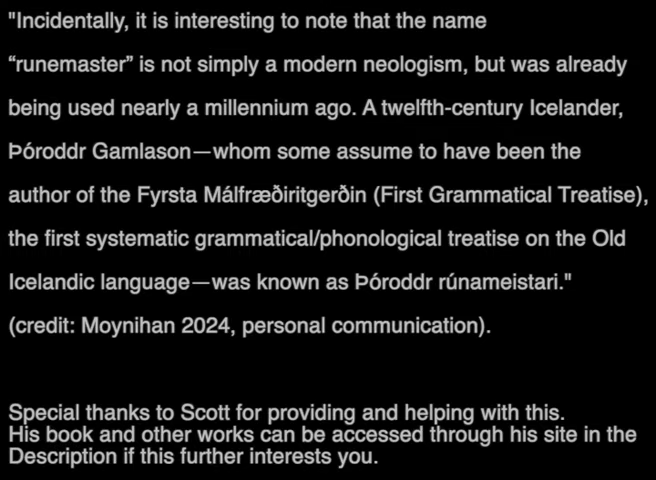 "Incidentally, it is interesting to note that the name
“runemaster” is not simply a modern neologism, but was already
being used nearly a millennium ago. A twelfth-century Icelander,
Þóroddr Gamlason—whom some assume to have been the
author of the Fyrsta Málfræðiritgerðin (First Grammatical Treatise),
the first systematic grammatical/phonological treatise on the Old
Icelandic language—was known as Þóroddr rúnameistari."
(credit: Moynihan 2024, personal communication).
Special thanks to Scott for providing and helping with this.
His book and other works can be accessed through his site in the
Description if this further interests you.